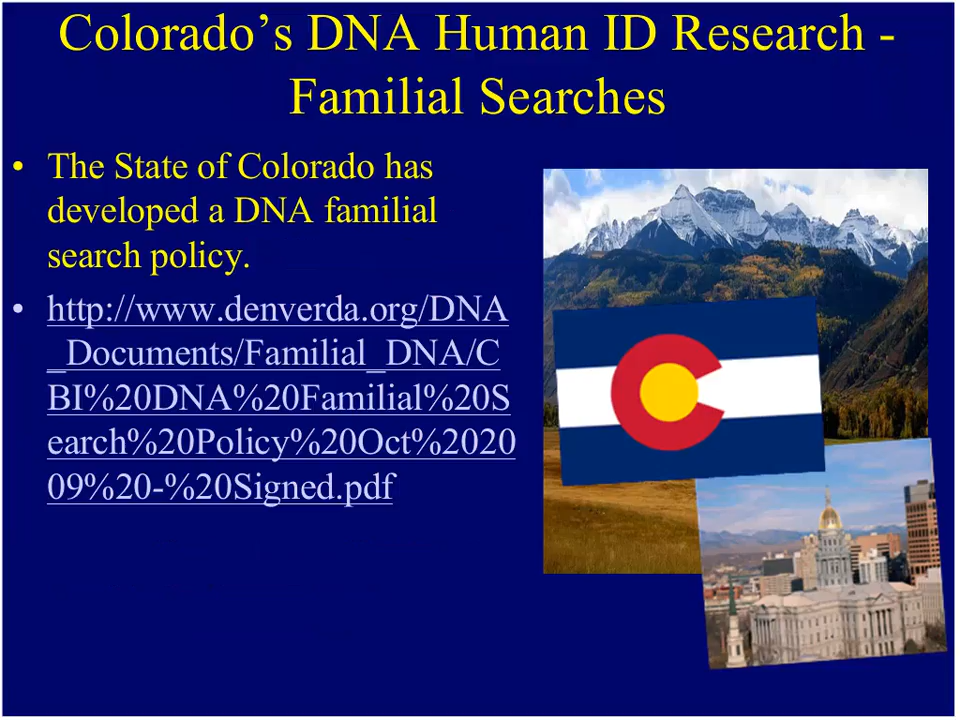 Colorado’s DNA Human ID Research -
Familial Searches
• The State of Colorado has
developed a DNA familial
search policy.
• http://www.denverda.org/DNA
_Documents/Familial_DNA/C
BI%20DNA%20Familial%20S
earch%20Policy%20Oct%2020
09%20-%20Signed.pdf